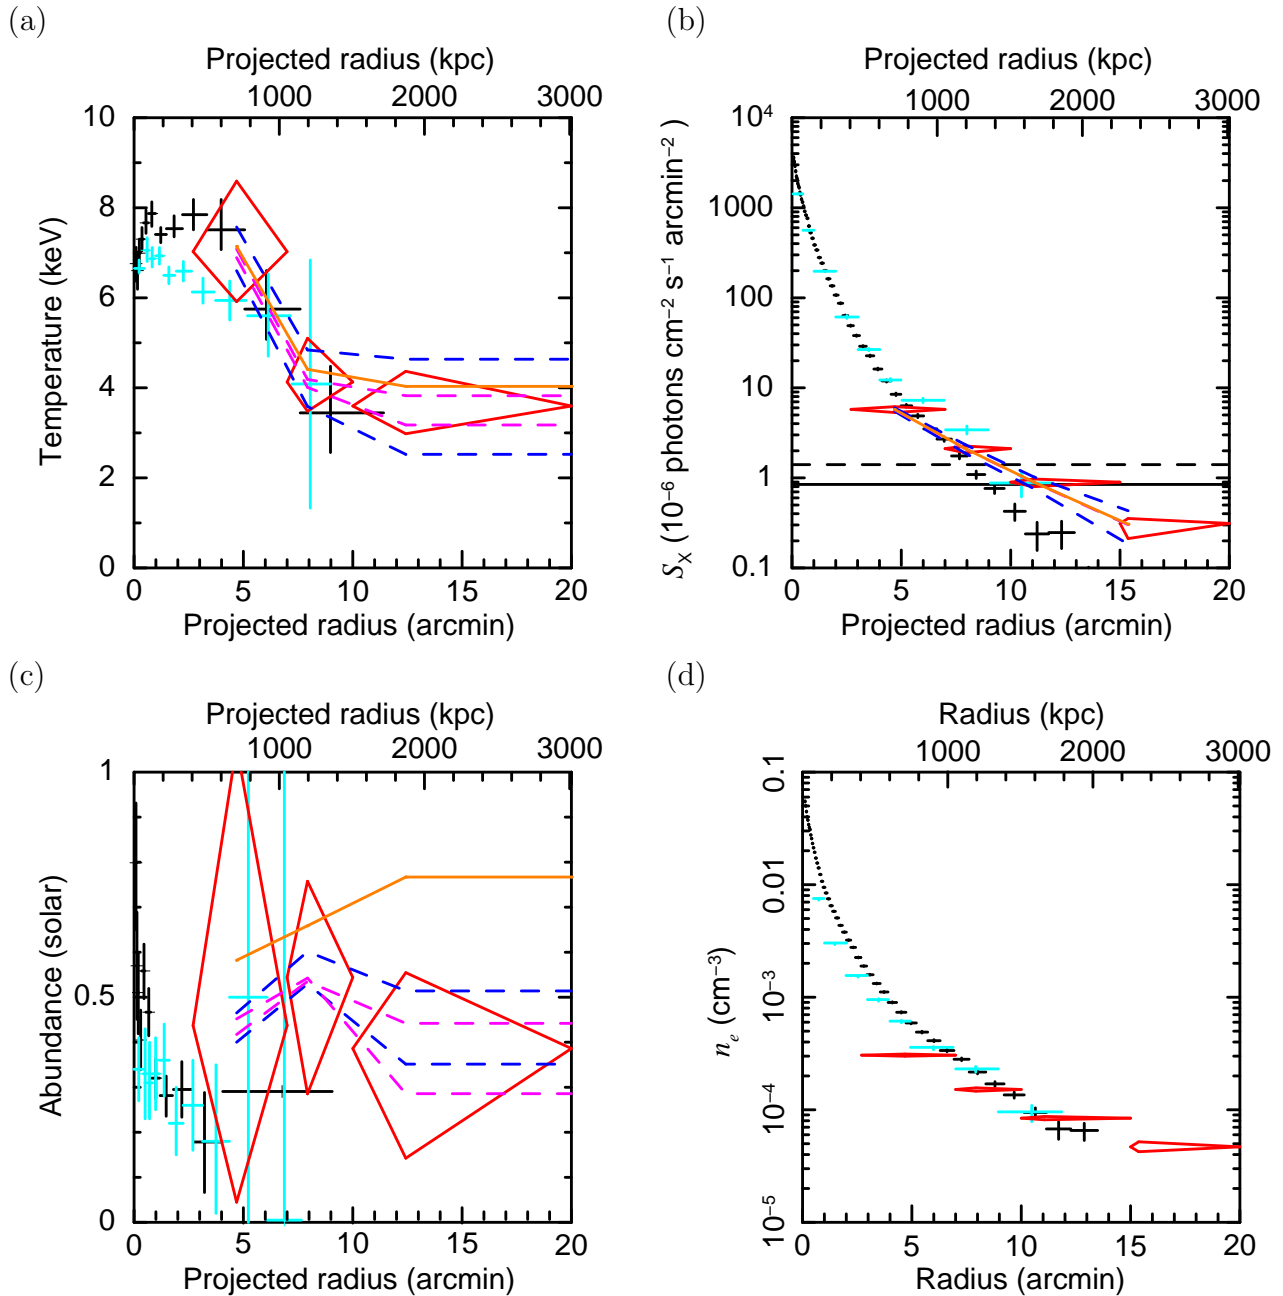 (a)
Projected radius (kpc)
1000 2000 3000
10
8
6
4
2
0
Temperature (keV)
0 5 10 15 20
Projected radius (arcmin)
(b)
Projected radius (kpc)
1000 2000 3000
10⁴
1000
100
10
1
0.1
S_X (10⁻⁶ photons cm⁻² s⁻¹ arcmin⁻²)
0 5 10 15 20
Projected radius (arcmin)
(c)
Projected radius (kpc)
1000 2000 3000
1
0.5
0
Abundance (solar)
0 5 10 15 20
Projected radius (arcmin)
(d)
Radius (kpc)
1000 2000 3000
0.1
0.01
10⁻³
10⁻⁴
10⁻⁵
n_e (cm⁻³)
0 5 10 15 20
Radius (arcmin)